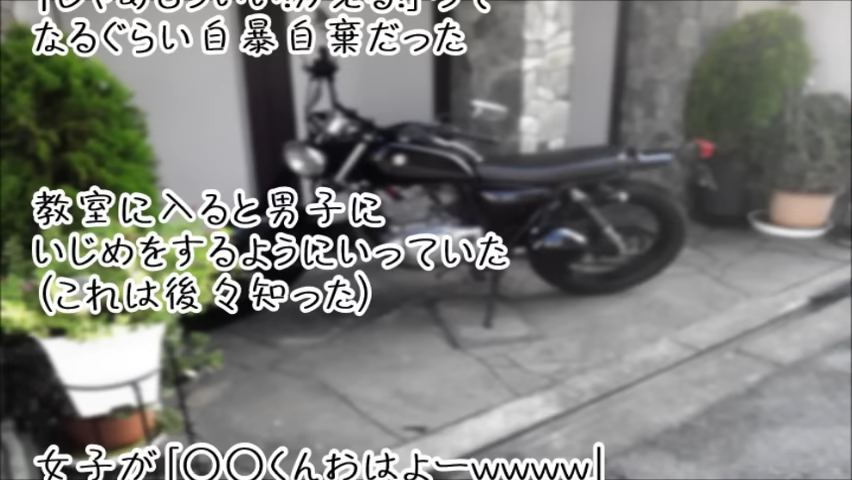 なるぐらい自暴自棄だった
教室に入ると男子に
いじめをするようにいっていた
(これは後々知った)
女子が「〇〇くんおはよーwwww」